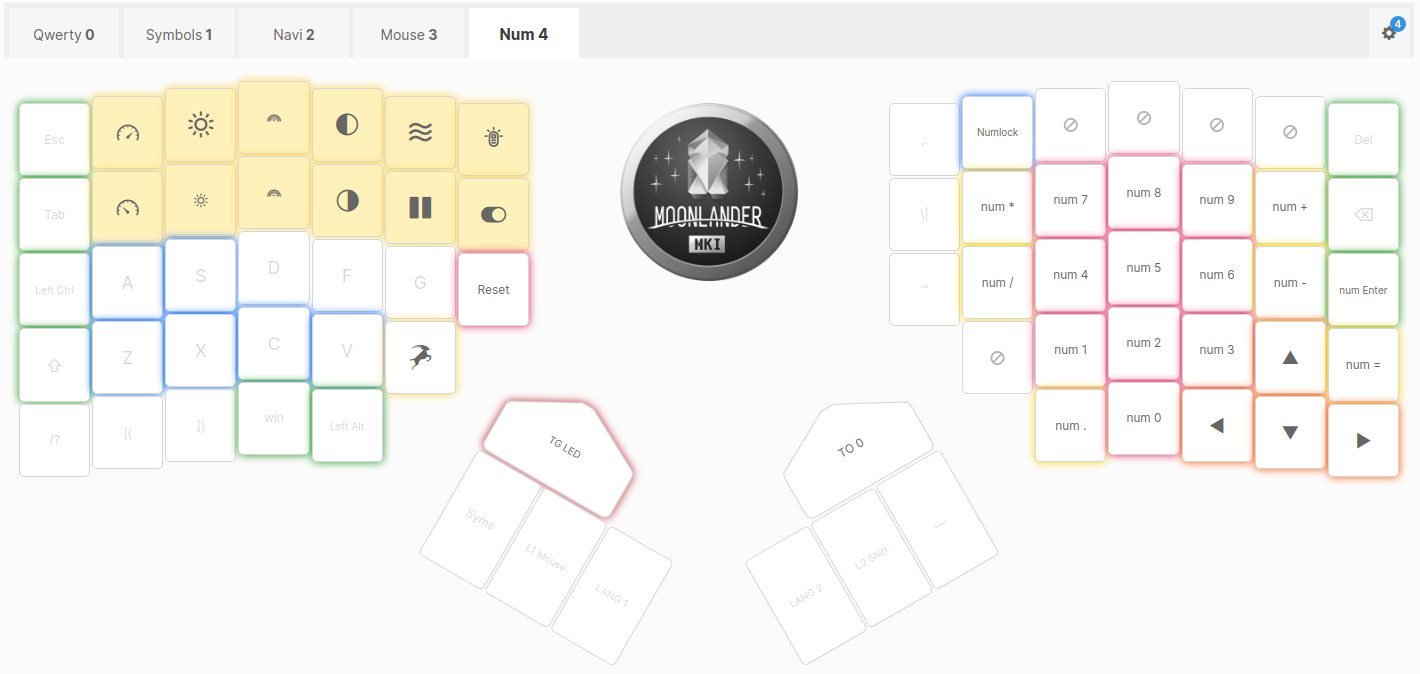 Qwerty 0 Symbols 1 Navi 2 Mouse 3 Num 4 4
Esc
Tab
Left Ctrl A S D F G Reset
Z X C V
/? [{ ]} win Left Alt
TG LED
Syms L1 Mouse LANG 1
MOONLANDER
MKI
;: Numlock Del
\| num * num 7 num 8 num 9 num +
'" num / num 4 num 5 num 6 num - num Enter
num 1 num 2 num 3 num =
num . num 0
TO 0
LANG 2 L2 Shift